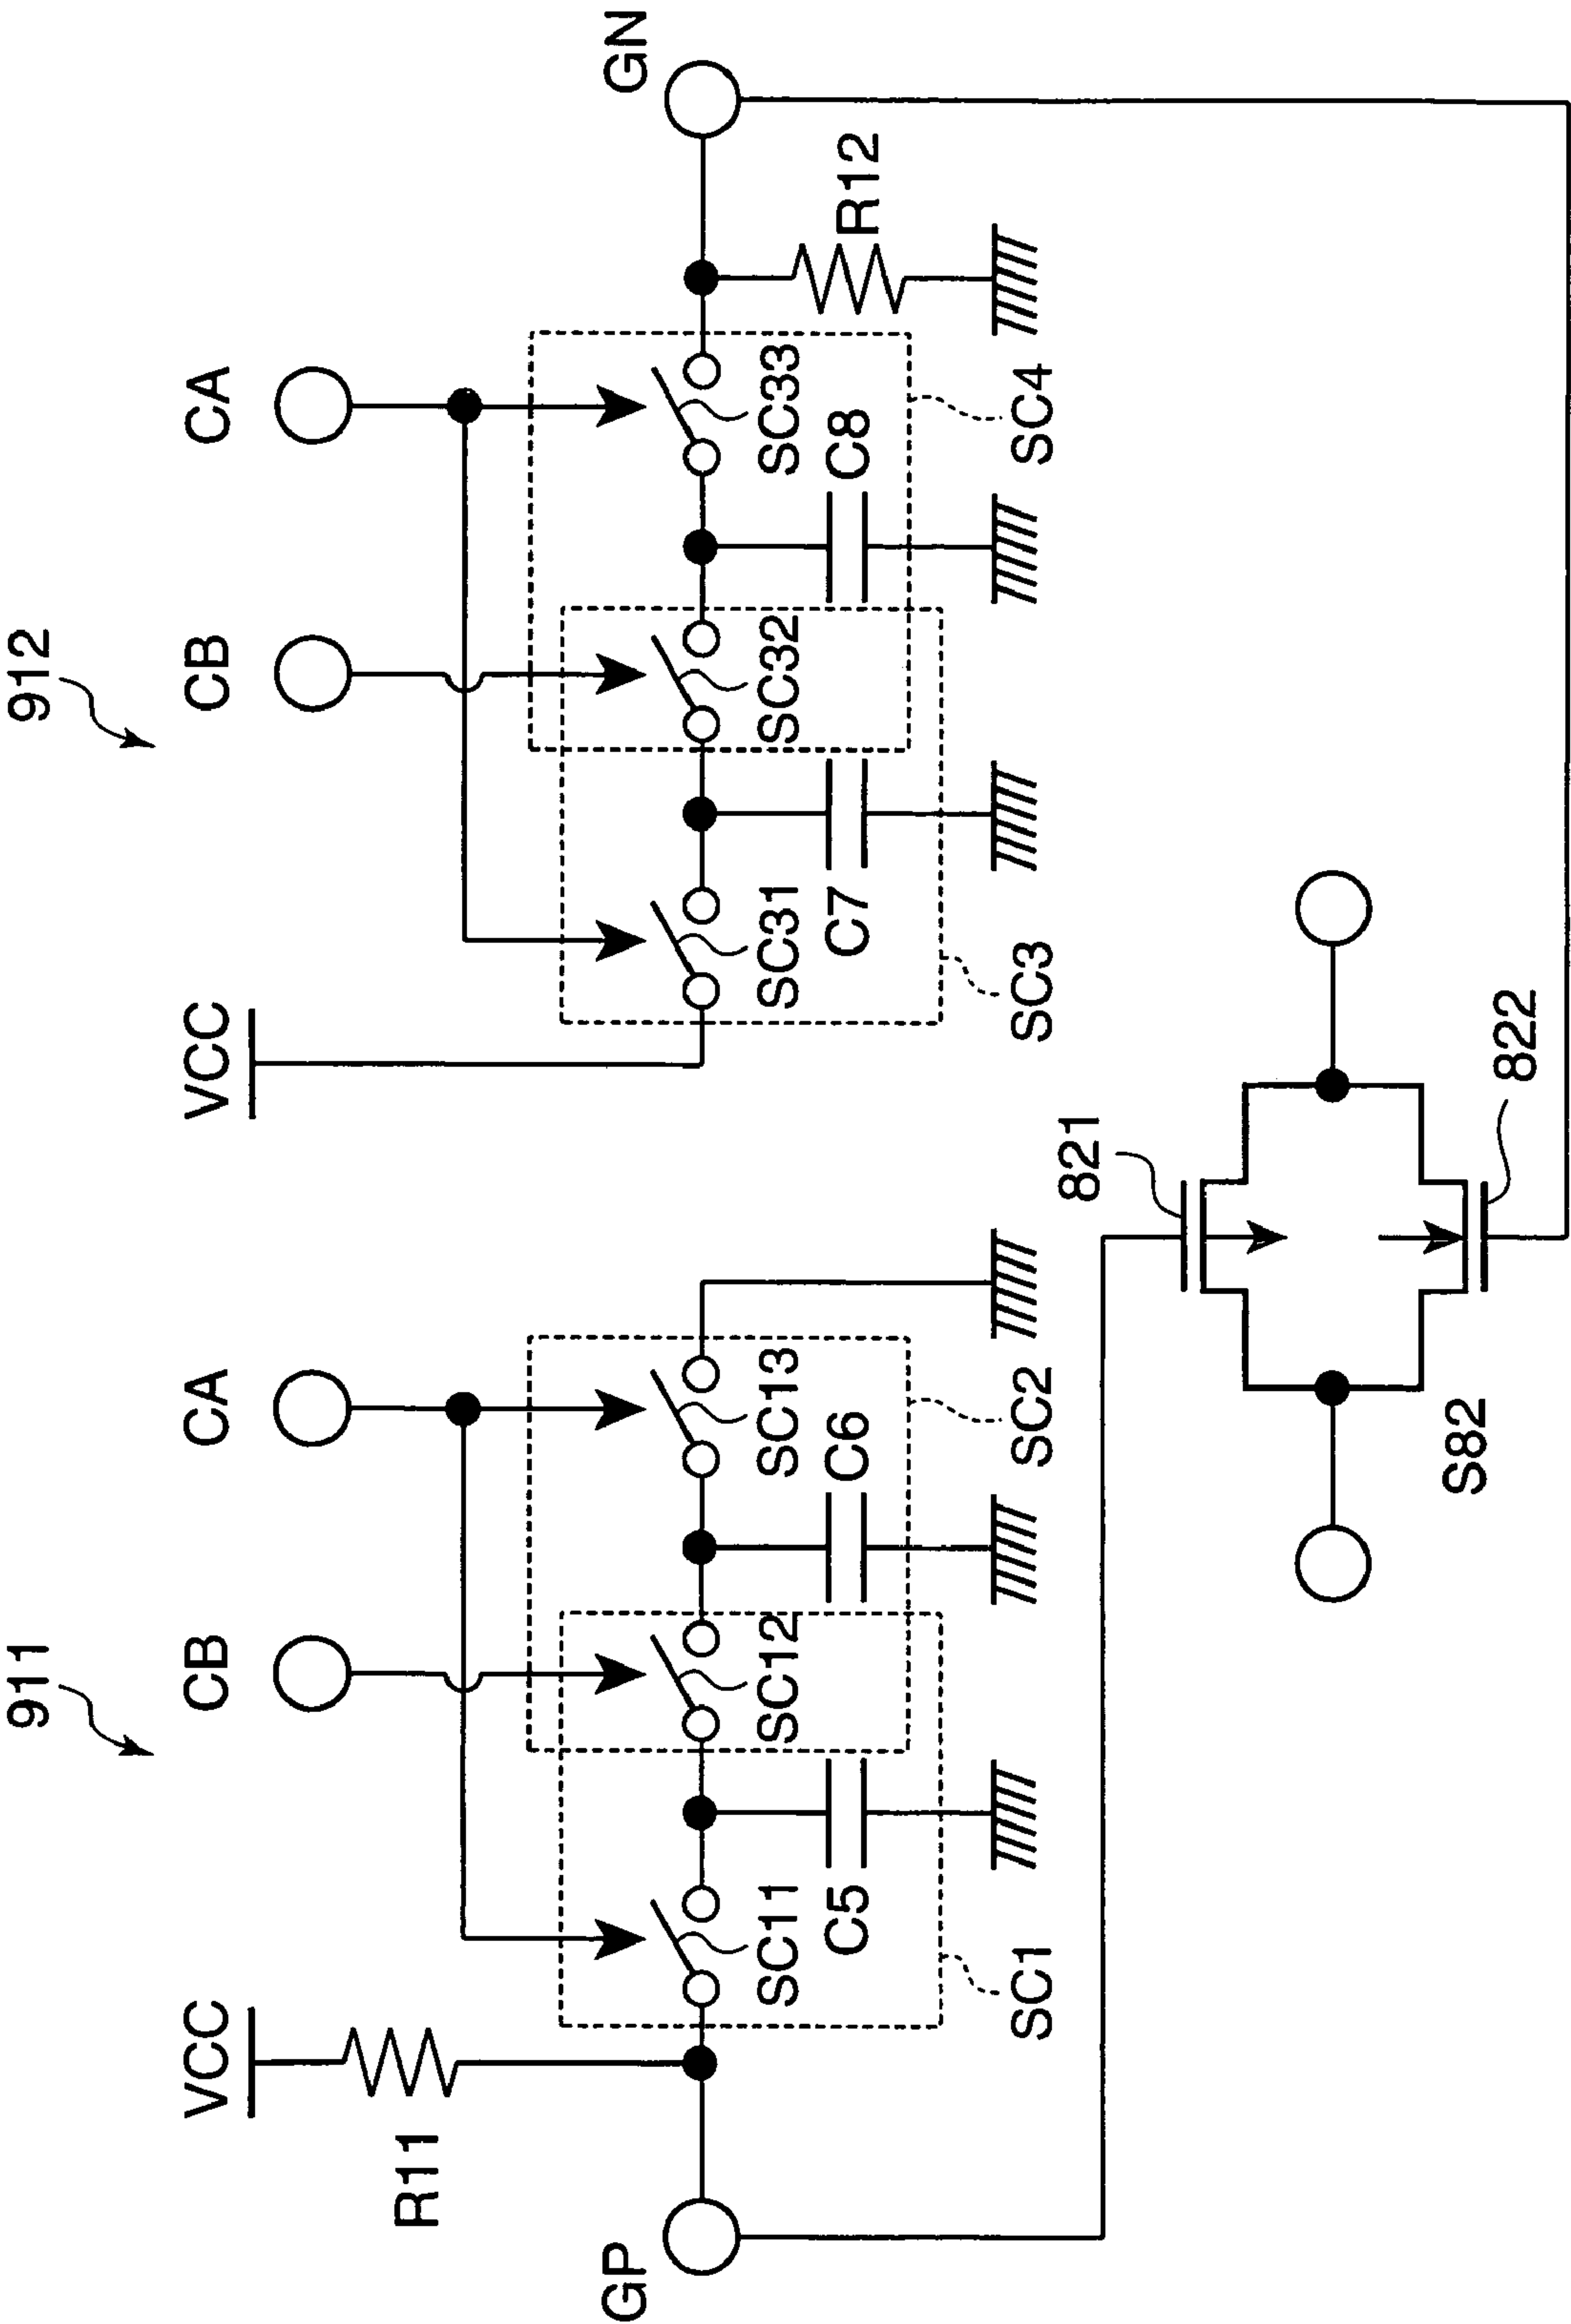 911
912
VCC
CB
CA
VCC
CB
CA
R11
GP
GN
SC11
SC12
SC13
SC31
SC32
SC33
C5
C6
C7
C8
R12
SC1
SC2
SC3
SC4
821
S82
822